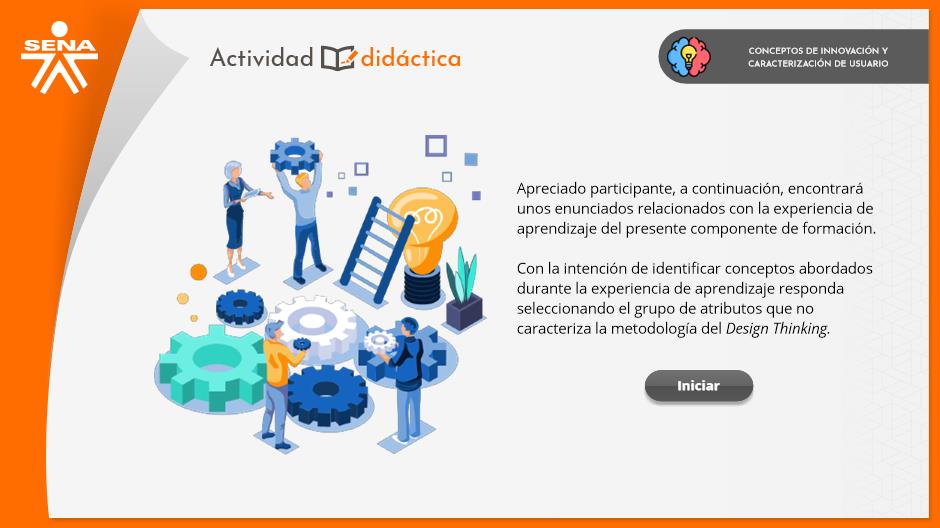 SENA
Actividad didáctica
CONCEPTOS DE INNOVACIÓN Y
CARACTERIZACIÓN DE USUARIO
Apreciado participante, a continuación, encontrará
unos enunciados relacionados con la experiencia de
aprendizaje del presente componente de formación.
Con la intención de identificar conceptos abordados
durante la experiencia de aprendizaje responda
seleccionando el grupo de atributos que no
caracteriza la metodología del Design Thinking.
Iniciar